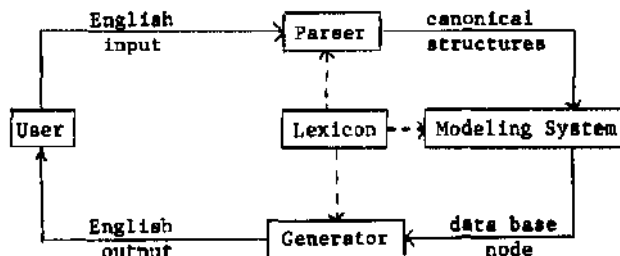 English
input
Parser
canonical
structures
User
Lexicon
Modeling System
English
output
Generator
data base
node